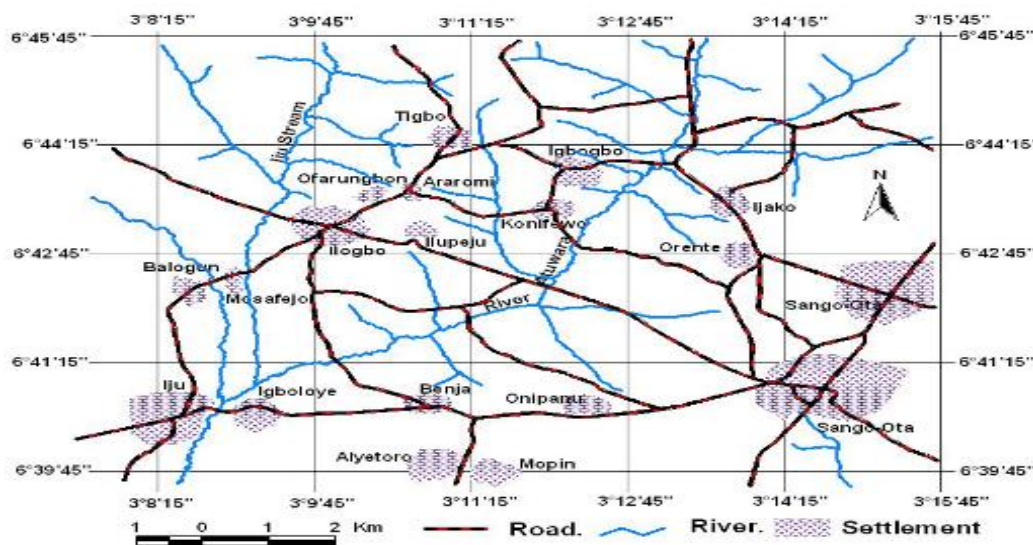 3°8'15" 3°9'45" 3°11'15" 3°12'45" 3°14'15" 3°15'45"
6°45'45" 6°45'45"
Tigbo
Iju Stream
6°44'15" Igbogbo 6°44'15"
Ofarungbon Araromi
N
Konifewo Ijako
Ilogbo Ilupeju Orente
6°42'45" 6°42'45"
Balogun
Atuwara
Mosafejo River Sango-Ota
6°41'15" 6°41'15"
Iju Igboloye Benja Onipanu
Sango-Ota
Aiyetoro Mopin
6°39'45" 6°39'45"
3°8'15" 3°9'45" 3°11'15" 3°12'45" 3°14'15" 3°15'45"
1 0 1 2 Km Road. River. Settlement